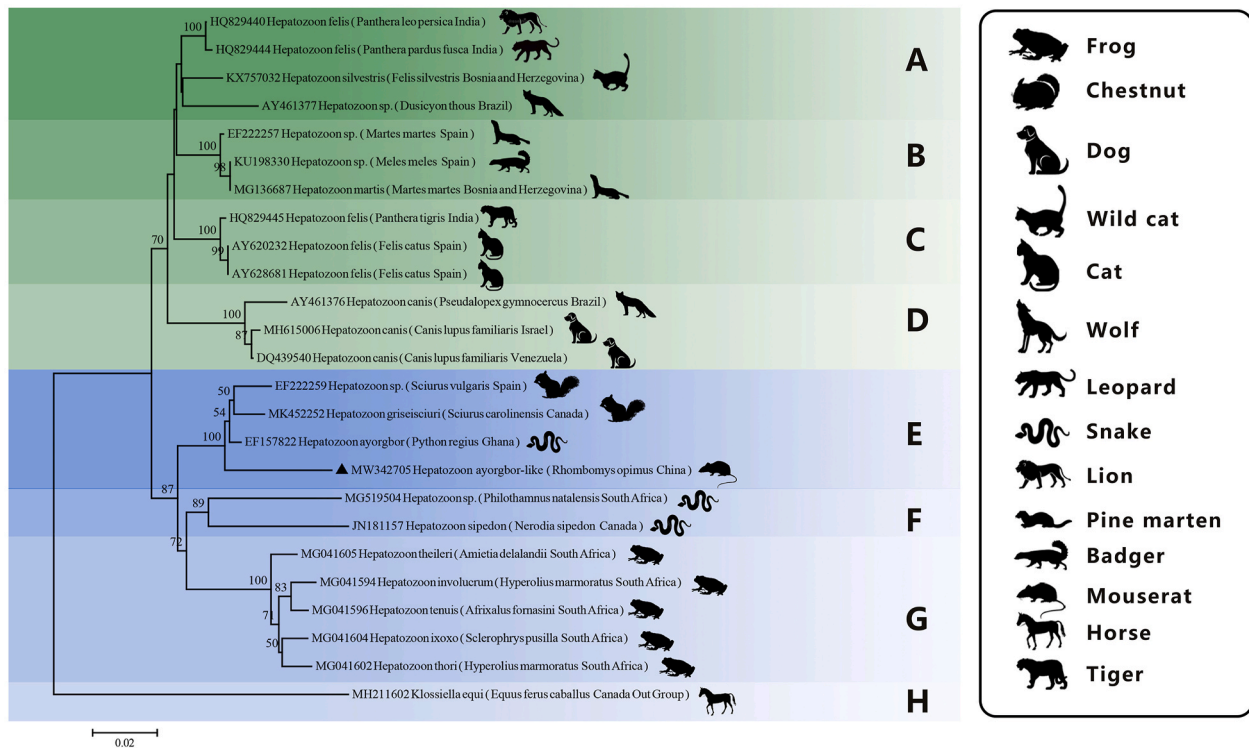 HQ829440 Hepatozoon felis (Panthera leo persica India)
100
HQ829444 Hepatozoon felis (Panthera pardus fusca India)
A
KX757032 Hepatozoon silvestris (Felis silvestris Bosnia and Herzegovina)
AY461377 Hepatozoon sp. (Dusicyon thous Brazil)
EF222257 Hepatozoon sp. (Martes martes Spain)
100
B
KU198330 Hepatozoon sp. (Meles meles Spain)
98
MG136687 Hepatozoon martis (Martes martes Bosnia and Herzegovina)
HQ829445 Hepatozoon felis (Panthera tigris India)
100
C
AY620232 Hepatozoon felis (Felis catus Spain)
99
70
AY628681 Hepatozoon felis (Felis catus Spain)
AY461376 Hepatozoon canis (Pseudalopex gymnocercus Brazil)
100
D
MH615006 Hepatozoon canis (Canis lupus familiaris Israel)
87
DQ439540 Hepatozoon canis (Canis lupus familiaris Venezuela)
EF222259 Hepatozoon sp. (Sciurus vulgaris Spain)
50
MK452252 Hepatozoon griseisciuri (Sciurus carolinensis Canada)
54
E
EF157822 Hepatozoon ayorgbor (Python regius Ghana)
100
MW342705 Hepatozoon ayorgbor-like (Rhombomys opimus China)
87
MG519504 Hepatozoon sp. (Philothamnus natalensis South Africa)
89
F
JN181157 Hepatozoon sipedon (Nerodia sipedon Canada)
72
MG041605 Hepatozoon theileri (Amietia delalandii South Africa)
100
MG041594 Hepatozoon involucrum (Hyperolius marmoratus South Africa)
83
MG041596 Hepatozoon tenuis (Afrixalus fornasini South Africa)
71
G
MG041604 Hepatozoon ixoxo (Sclerophrys pusilla South Africa)
50
MG041602 Hepatozoon thori (Hyperolius marmoratus South Africa)
MH211602 Klossiella equi (Equus ferus caballus Canada Out Group)
H
0.02
Frog
Chestnut
Dog
Wild cat
Cat
Wolf
Leopard
Snake
Lion
Pine marten
Badger
Mouserat
Horse
Tiger